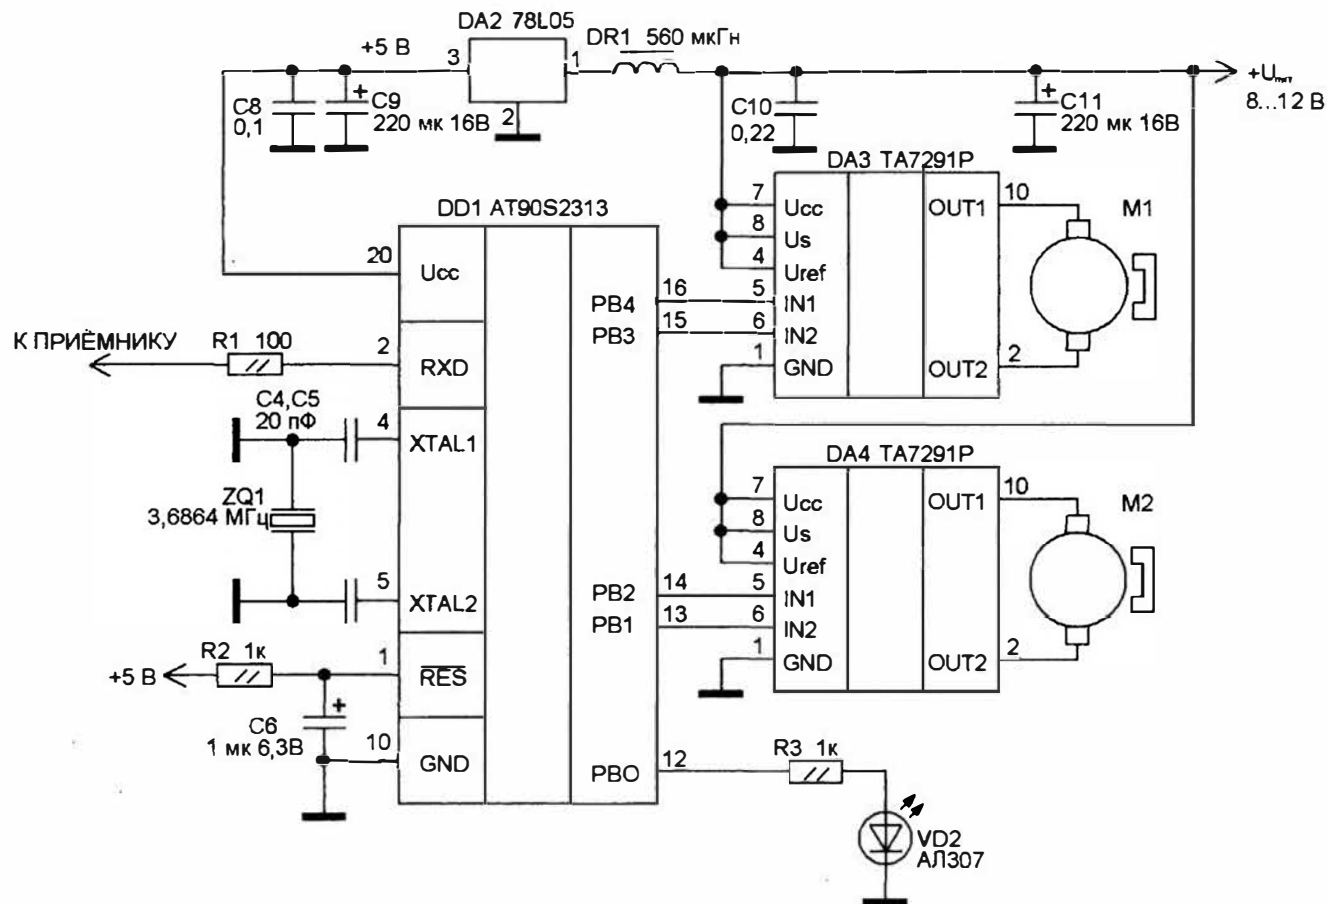 DA2 78L05
+5 В
3
1
2
DR1 560 мкГн
C8
0,1
+
C9
220 мк 16В
C10
0,22
+
C11
220 мк 16В
8...12 В
DD1 AT90S2313
20
Ucc
К ПРИЁМНИКУ
R1 100
2
RXD
C4,C5
20 пФ
4
XTAL1
ZQ1
3,6864 МГц
5
XTAL2
R2 1к
+5 В
1
RES
+
C6
1 мк 6,3В
10
GND
PB4
16
PB3
15
PB2
14
PB1
13
PBO
12
DA3 TA7291P
7
Ucc
8
Us
4
Uref
5
IN1
6
IN2
1
GND
OUT1
10
OUT2
2
M1
DA4 TA7291P
7
Ucc
8
Us
4
Uref
5
IN1
6
IN2
1
GND
OUT1
10
OUT2
2
M2
R3 1к
VD2
АЛ307